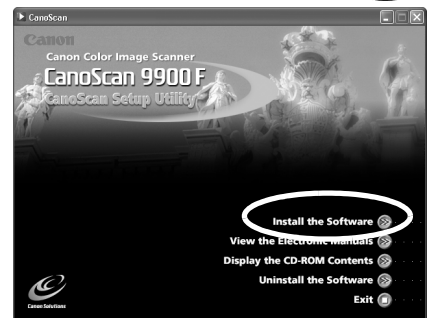 CanoScan
Canon
Canon Color Image Scanner
CanoScan 9900F
CanoScan Setup Utility
Install the Software
View the Electronic Manuals
Display the CD-ROM Contents
Uninstall the Software
Exit
Canon Solutions